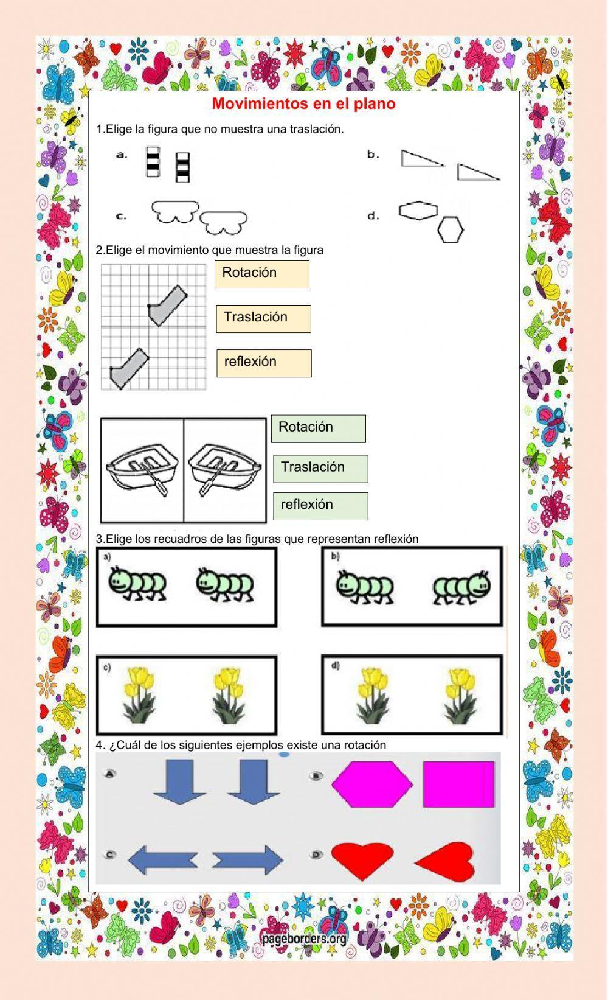 Movimientos en el plano
1.Elige la figura que no muestra una traslación.
a.
b.
c.
d.
2.Elige el movimiento que muestra la figura
Rotación
Traslación
reflexión
Rotación
Traslación
reflexión
3.Elige los recuadros de las figuras que representan reflexión
a)
b)
c)
d)
4. ¿Cuál de los siguientes ejemplos existe una rotación
A
B
C
D
pageborders.org